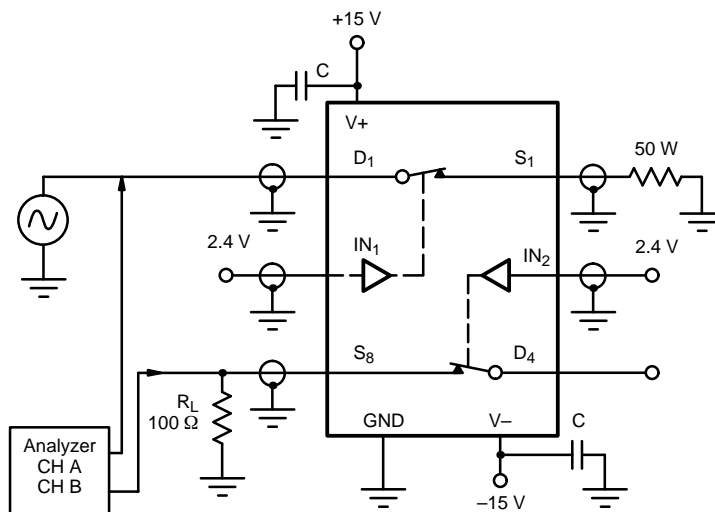 +15 V
C
V+
D1
S1
50 W
2.4 V
IN1
IN2
2.4 V
S8
D4
RL
100 Ω
GND
V–
C
Analyzer
CH A
CH B
–15 V